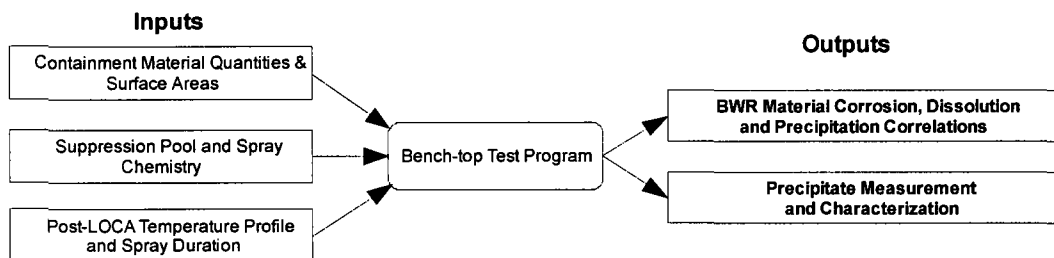 Inputs
Containment Material Quantities &
Surface Areas
Suppression Pool and Spray
Chemistry
Post-LOCA Temperature Profile
and Spray Duration
Bench-top Test Program
Outputs
BWR Material Corrosion, Dissolution
and Precipitation Correlations
Precipitate Measurement
and Characterization